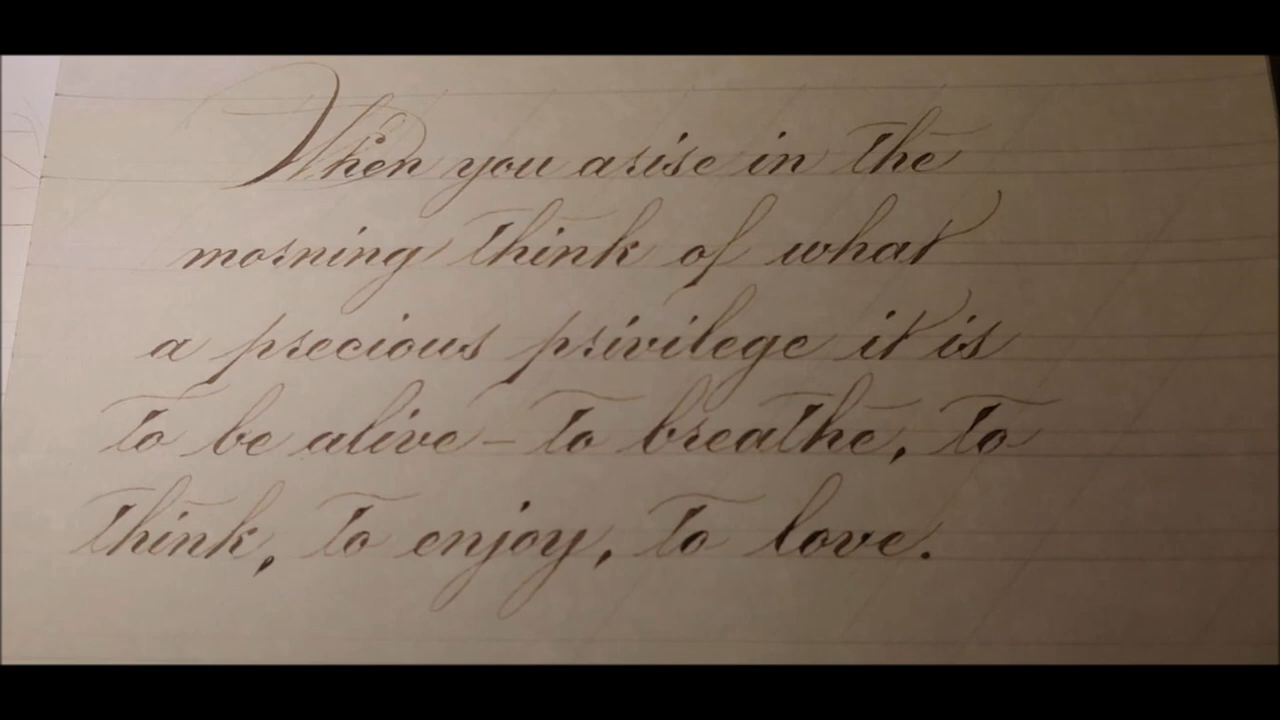 When you arise in the
morning think of what
a precious privilege it is
to be alive – to breathe, to
think, to enjoy, to love.